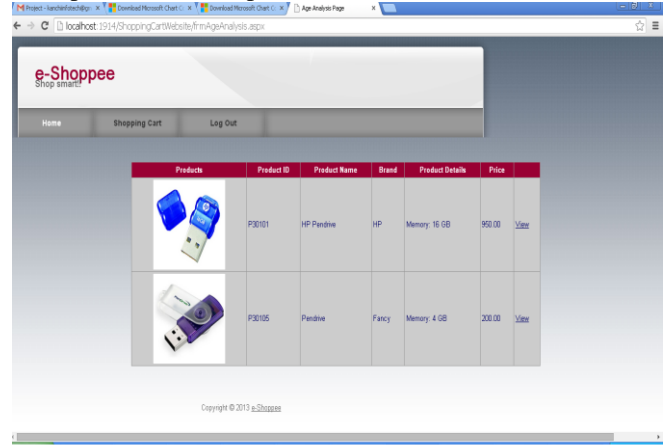 Project - kanchinfotech@gr
Download Microsoft Chart C
Download Microsoft Chart C
Age Analysis Page
localhost:1914/ShoppingCartWebsite/frmAgeAnalysis.aspx
e-Shoppee
Shop smart!!
Home Shopping Cart Log Out
Products Product ID Product Name Brand Product Details Price
P30101 HP Pendrive HP Memory: 16 GB 950.00 View
P30105 Pendrive Fancy Memory: 4 GB 200.00 View
Copyright © 2013 e-Shoppee